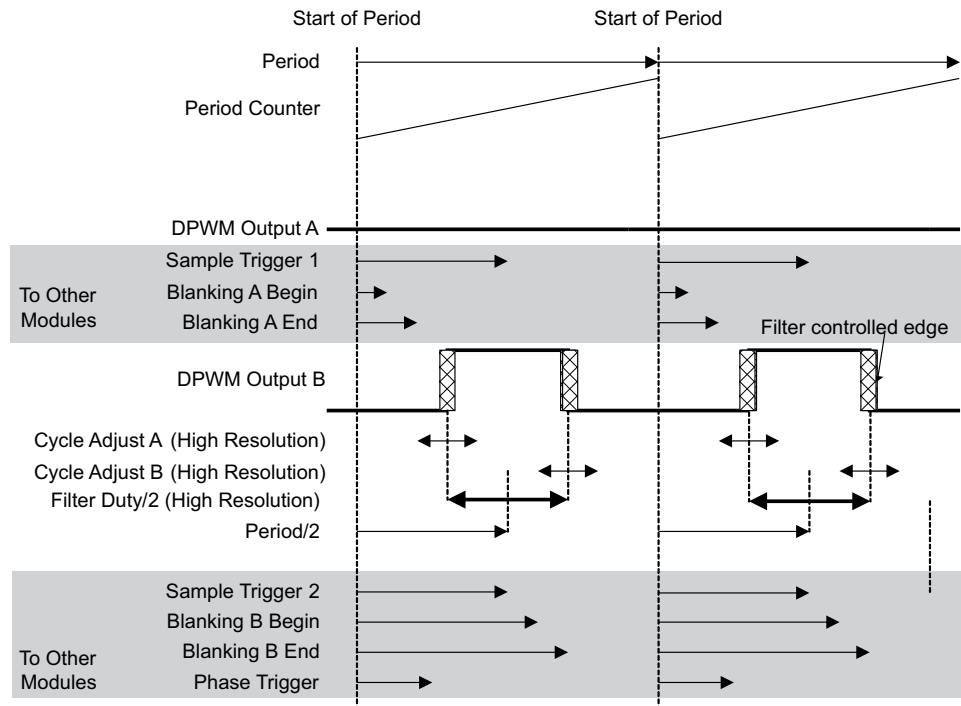 Start of Period
Start of Period
Period
Period Counter
DPWM Output A
Sample Trigger 1
To Other
Modules
Blanking A Begin
Blanking A End
Filter controlled edge
DPWM Output B
Cycle Adjust A (High Resolution)
Cycle Adjust B (High Resolution)
Filter Duty/2 (High Resolution)
Period/2
Sample Trigger 2
Blanking B Begin
Blanking B End
To Other
Modules
Phase Trigger